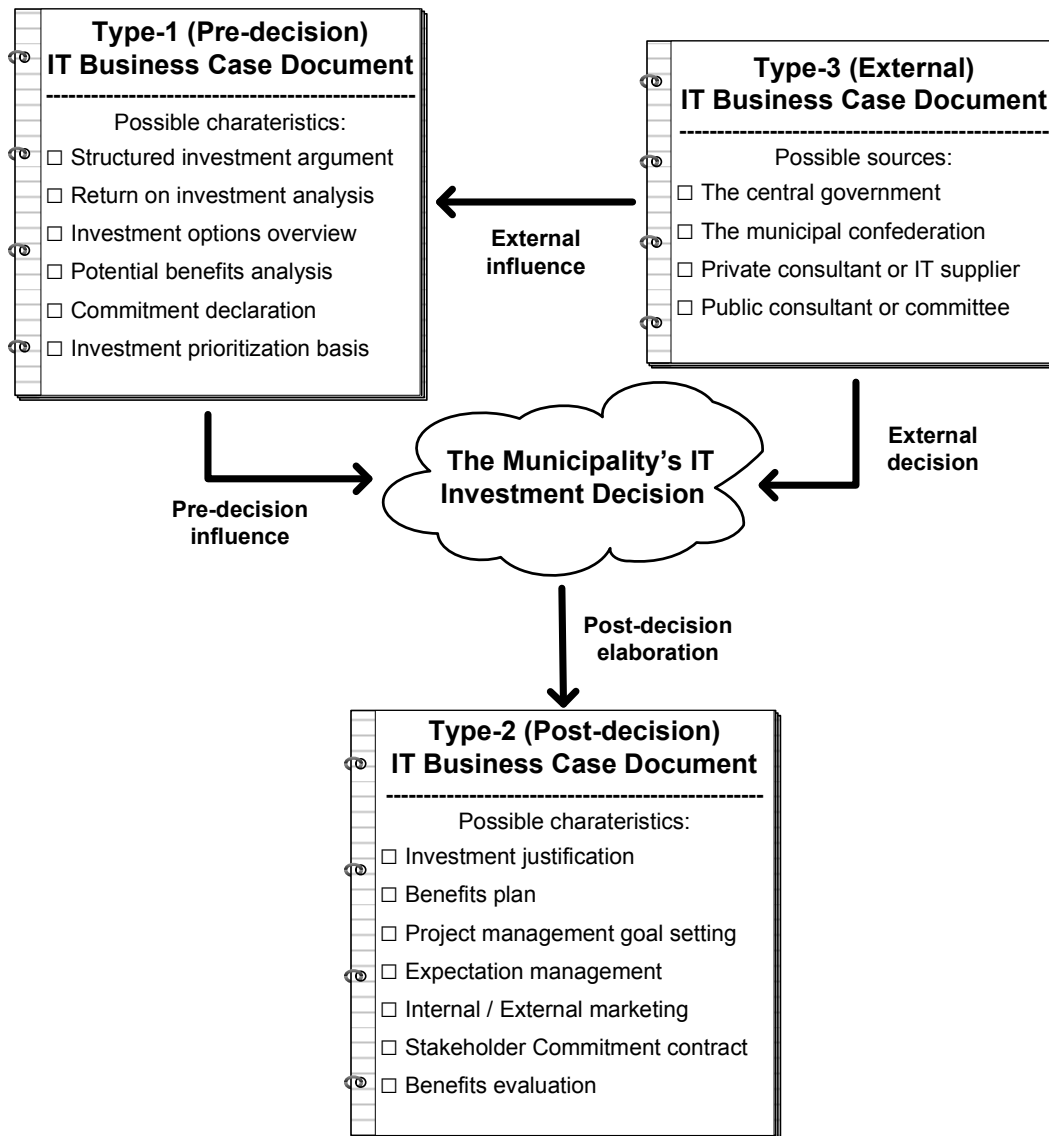 Type-1 (Pre-decision)
IT Business Case Document
---------------------------------------------------
Possible charateristics:
□ Structured investment argument
□ Return on investment analysis
□ Investment options overview
□ Potential benefits analysis
□ Commitment declaration
□ Investment prioritization basis
Type-3 (External)
IT Business Case Document
---------------------------------------------------
Possible sources:
□ The central government
□ The municipal confederation
□ Private consultant or IT supplier
□ Public consultant or committee
External
influence
The Municipality’s IT
Investment Decision
External
decision
Pre-decision
influence
Post-decision
elaboration
Type-2 (Post-decision)
IT Business Case Document
---------------------------------------------------
Possible charateristics:
□ Investment justification
□ Benefits plan
□ Project management goal setting
□ Expectation management
□ Internal / External marketing
□ Stakeholder Commitment contract
□ Benefits evaluation